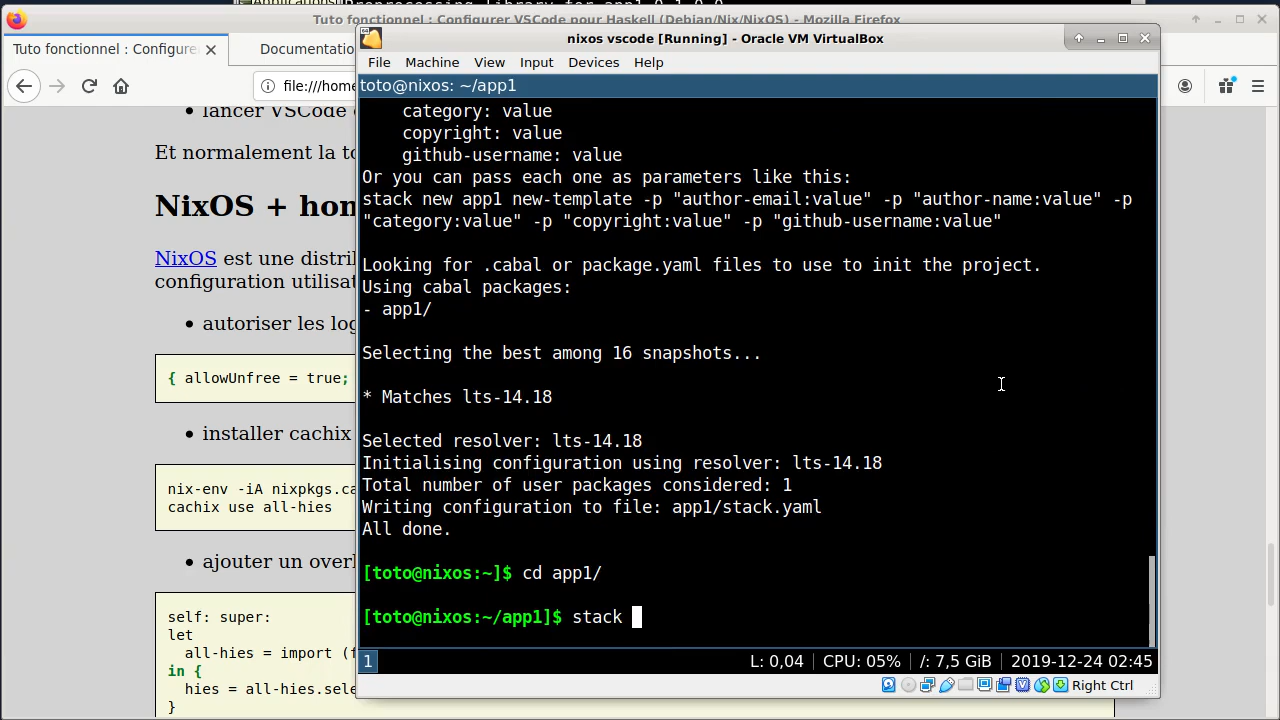 Tuto fonctionnel : Configurer VSCode pour Haskell (Debian/Nix/NixOS) - Mozilla Firefox
Tuto fonctionnel : Configure
Documentatio
file:///home
lancer VSCode
Et normalement la to
NixOS + hom
NixOS est une distril
configuration utilisat
• autoriser les log
{ allowUnfree = true;
• installer cachix
nix-env -iA nixpkgs.ca
cachix use all-hies
• ajouter un overl
self: super:
let
all-hies = import (f
in {
hies = all-hies.sele
}
nixos vscode [Running] - Oracle VM VirtualBox
File Machine View Input Devices Help
toto@nixos: ~/app1
category: value
copyright: value
github-username: value
Or you can pass each one as parameters like this:
stack new app1 new-template -p "author-email:value" -p "author-name:value" -p
"category:value" -p "copyright:value" -p "github-username:value"
Looking for .cabal or package.yaml files to use to init the project.
Using cabal packages:
- app1/
Selecting the best among 16 snapshots...
* Matches lts-14.18
Selected resolver: lts-14.18
Initialising configuration using resolver: lts-14.18
Total number of user packages considered: 1
Writing configuration to file: app1/stack.yaml
All done.
[toto@nixos:~]$ cd app1/
[toto@nixos:~/app1]$ stack
1
L: 0,04 | CPU: 05% | /: 7,5 GiB | 2019-12-24 02:45
Right Ctrl